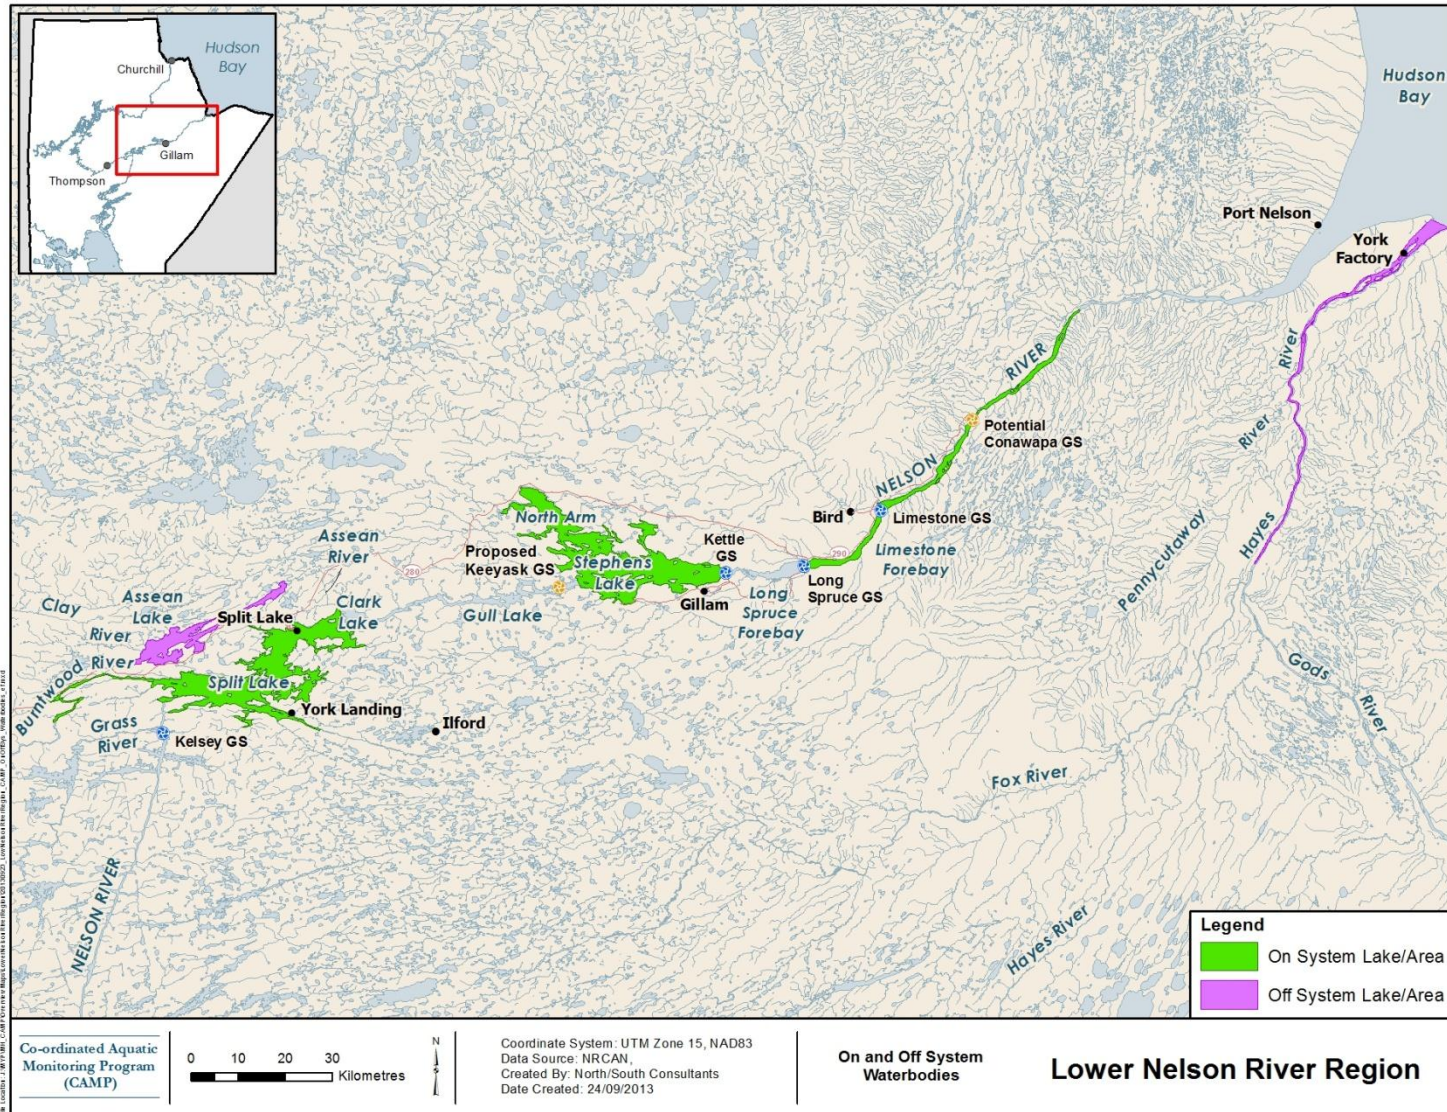 Hudson
Bay
Churchill
Gillam
Thompson
Hudson
Bay
Port Nelson
York
Factory
River
RIVER
Potential
Conawapa GS
River
NELSON
Bird
Limestone GS
Hayes
North Arm
Kettle
GS
290
Limestone
Forebay
Assean
River
Proposed
Keeyask GS
280
Stephens
Lake
Long
Spruce GS
Pennycutaway
Gillam
Long
Spruce
Forebay
Gull Lake
Clay
River
Assean
Lake
Split Lake
Clark
Lake
Burntwood River
Split Lake
Gods
River
York Landing
Ilford
Grass
River
Kelsey GS
Fox River
NELSON RIVER
Hayes River
Legend
On System Lake/Area
Off System Lake/Area
Co-ordinated Aquatic
Monitoring Program
(CAMP)
0 10 20 30
Kilometres
N
Coordinate System: UTM Zone 15, NAD83
Data Source: NRCAN,
Created By: North/South Consultants
Date Created: 24/09/2013
On and Off System
Waterbodies
Lower Nelson River Region